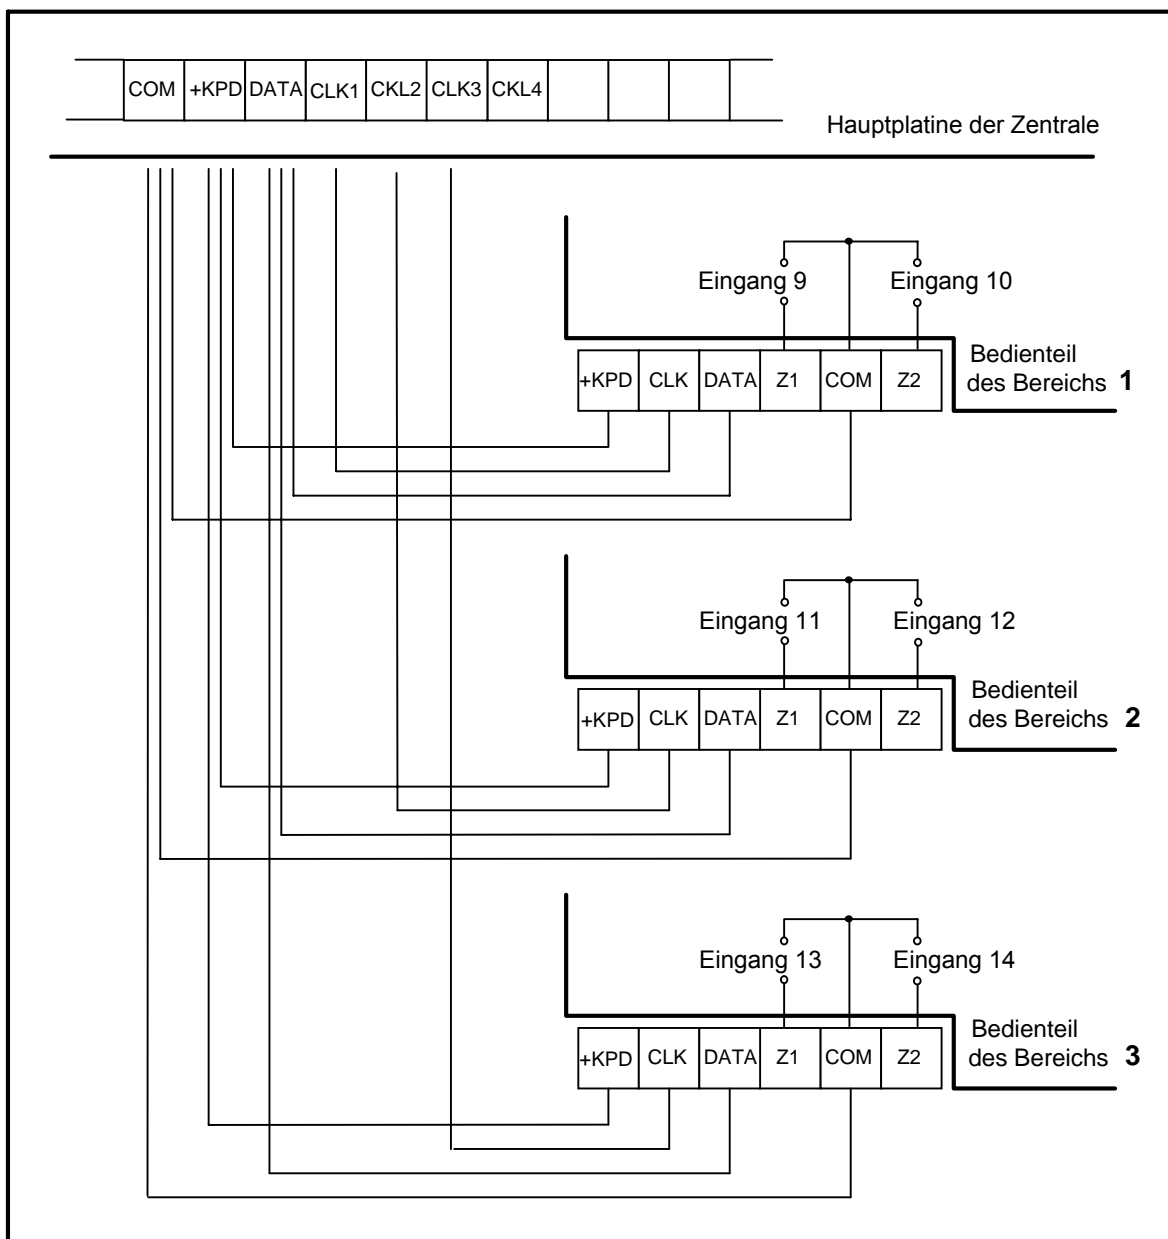 COM +KPD DATA CLK1 CKL2 CLK3 CKL4
Hauptplatine der Zentrale
Eingang 9 Eingang 10
Bedienteil
des Bereichs 1
+KPD CLK DATA Z1 COM Z2
Eingang 11 Eingang 12
Bedienteil
des Bereichs 2
+KPD CLK DATA Z1 COM Z2
Eingang 13 Eingang 14
Bedienteil
des Bereichs 3
+KPD CLK DATA Z1 COM Z2